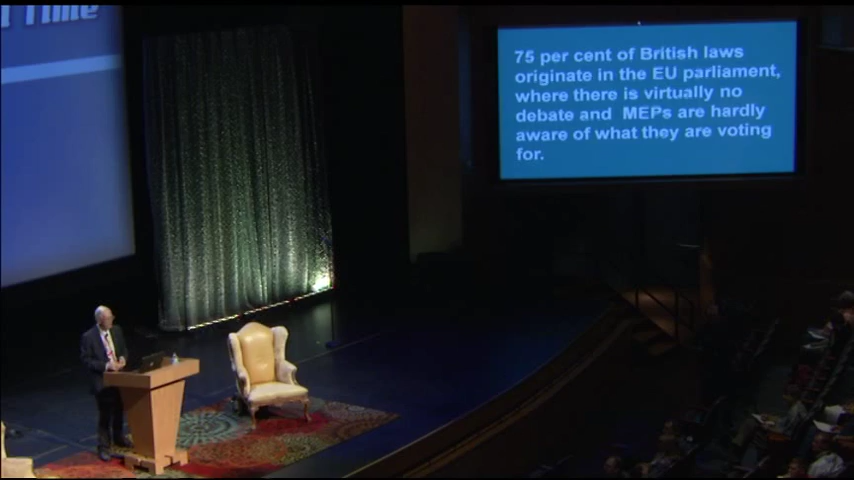 Time
75 per cent of British laws
originate in the EU parliament,
where there is virtually no
debate and MEPs are hardly
aware of what they are voting
for.